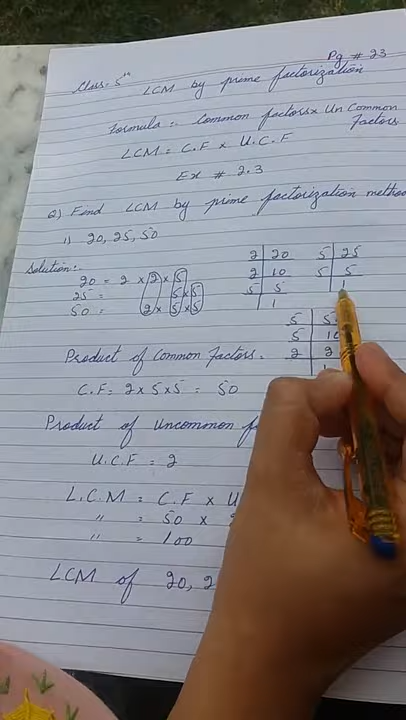 Pg # 23
Class: 5th
LCM by prime factorization
Formula = Common factors x Un Common Factors
LCM = C.F x U.C.F
Ex # 2.3
Q) Find LCM by prime factorization method
i) 20, 25, 50
Solution:-
20 = 2 x 2 x 5
25 = 5 x 5
50 = 2 x 5 x 5
2 | 20
2 | 10
5 | 5
1
5 | 25
5 | 5
1
5 | 5
5 | 10
2 | 2
1
Product of Common Factors.
C.F = 2 x 5 x 5 = 50
Product of uncommon f
U.C.F = 2
L.C.M = C.F x U
" = 50 x
" = 100
LCM of 20, 2